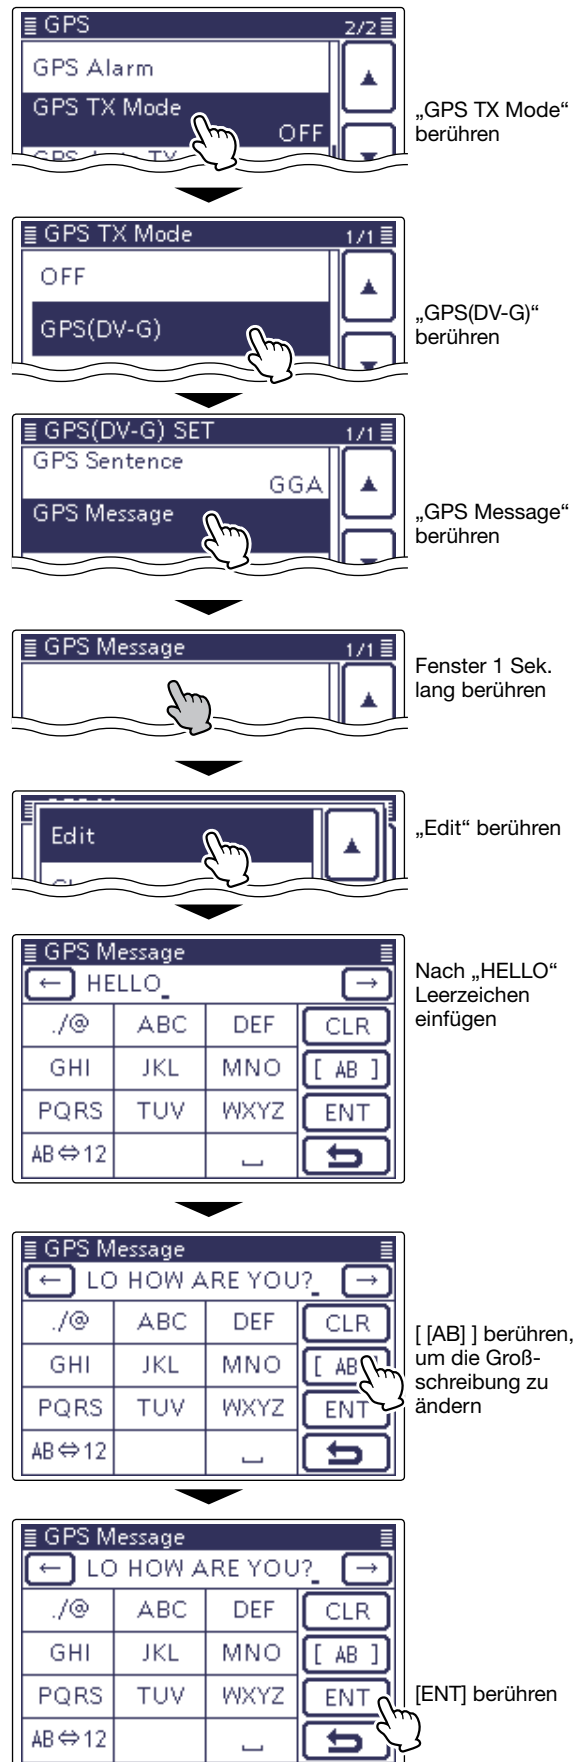 GPS 2/2
GPS Alarm
GPS TX Mode
OFF
„GPS TX Mode“
berühren
GPS TX Mode 1/1
OFF
GPS(DV-G)
„GPS(DV-G)“
berühren
GPS(DV-G) SET 1/1
GPS Sentence
GGA
GPS Message
„GPS Message“
berühren
GPS Message 1/1
Fenster 1 Sek.
lang berühren
Edit
„Edit“ berühren
GPS Message
← HELLO_ →
./@ ABC DEF CLR
GHI JKL MNO [ AB ]
PQRS TUV WXYZ ENT
AB⇔12 ⎵
Nach „HELLO“
Leerzeichen
einfügen
GPS Message
← LO HOW ARE YOU?_ →
./@ ABC DEF CLR
GHI JKL MNO [ AB
PQRS TUV WXYZ ENT
AB⇔12 ⎵
[ [AB] ] berühren,
um die Groß-
schreibung zu
ändern
GPS Message
← LO HOW ARE YOU?_ →
./@ ABC DEF CLR
GHI JKL MNO [ AB ]
PQRS TUV WXYZ ENT
AB⇔12 ⎵
[ENT] berühren